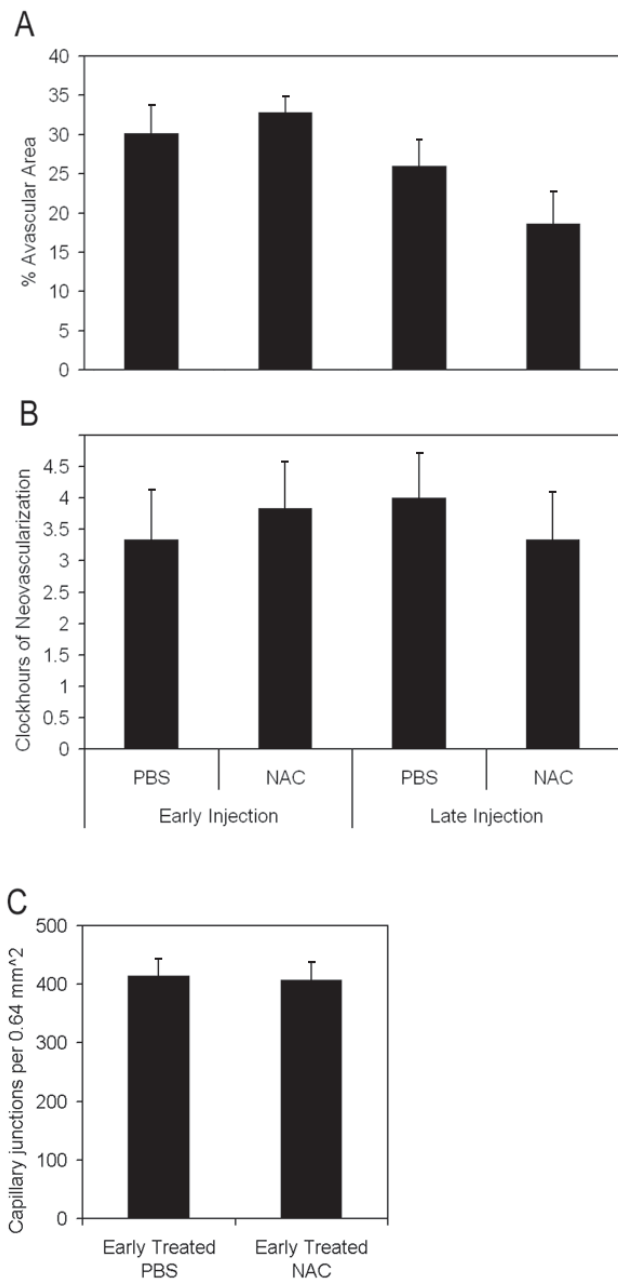 A
% Avascular Area
40
35
30
25
20
15
10
5
0
B
Clockhours of Neovascularization
4.5
4
3.5
3
2.5
2
1.5
1
0.5
0
PBS NAC PBS NAC
Early Injection Late Injection
C
Capillary junctions per 0.64 mm^2
500
400
300
200
100
0
Early Treated Early Treated
PBS NAC